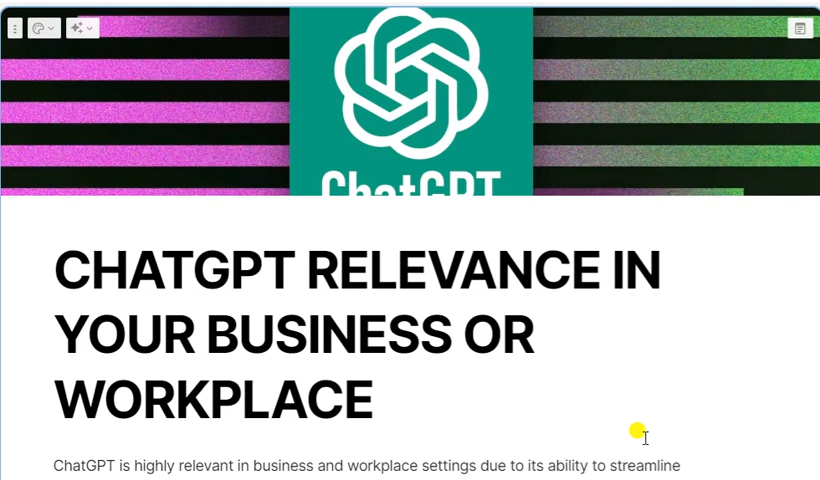 ChatGPT
CHATGPT RELEVANCE IN
YOUR BUSINESS OR
WORKPLACE
ChatGPT is highly relevant in business and workplace settings due to its ability to streamline